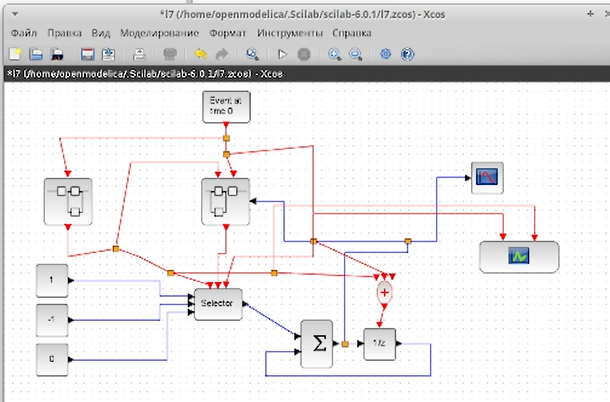 *l7 (/home/openmodelica/.Scilab/scilab-6.0.1/l7.zcos) - Xcos
Файл Правка Вид Моделирование Формат Инструменты Справка
*l7 (/home/openmodelica/.Scilab/scilab-6.0.1/l7.zcos) - Xcos
Event at
time 0
1
-1
0
Selector
+
Σ
1/z